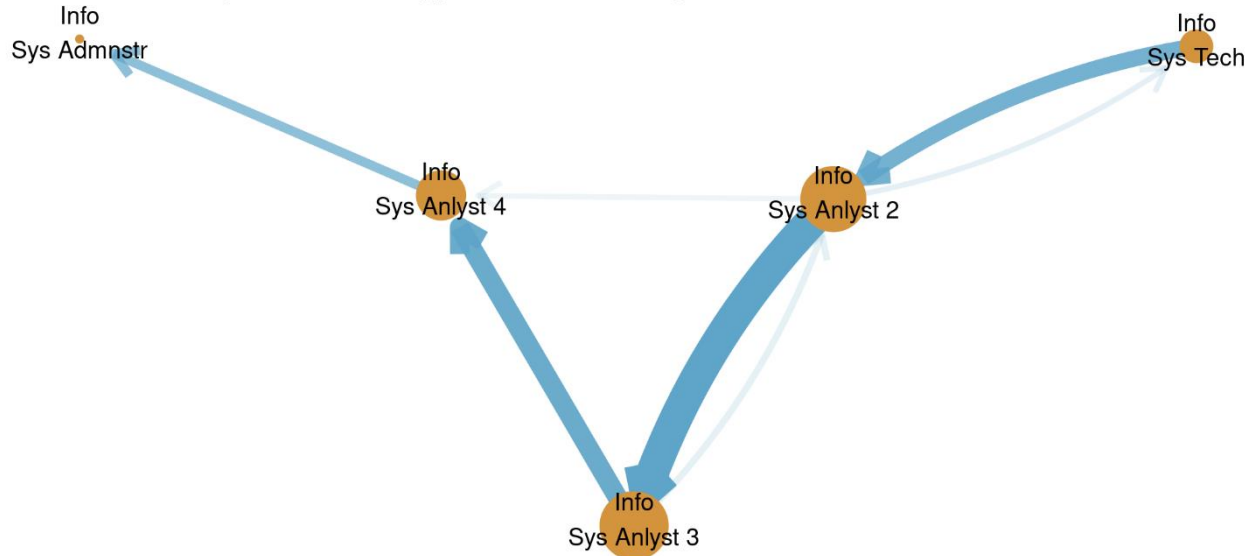 Info
Sys Admnstr
Info
Sys Tech
Info
Sys Anlyst 4
Info
Sys Anlyst 2
Info
Sys Anlyst 3